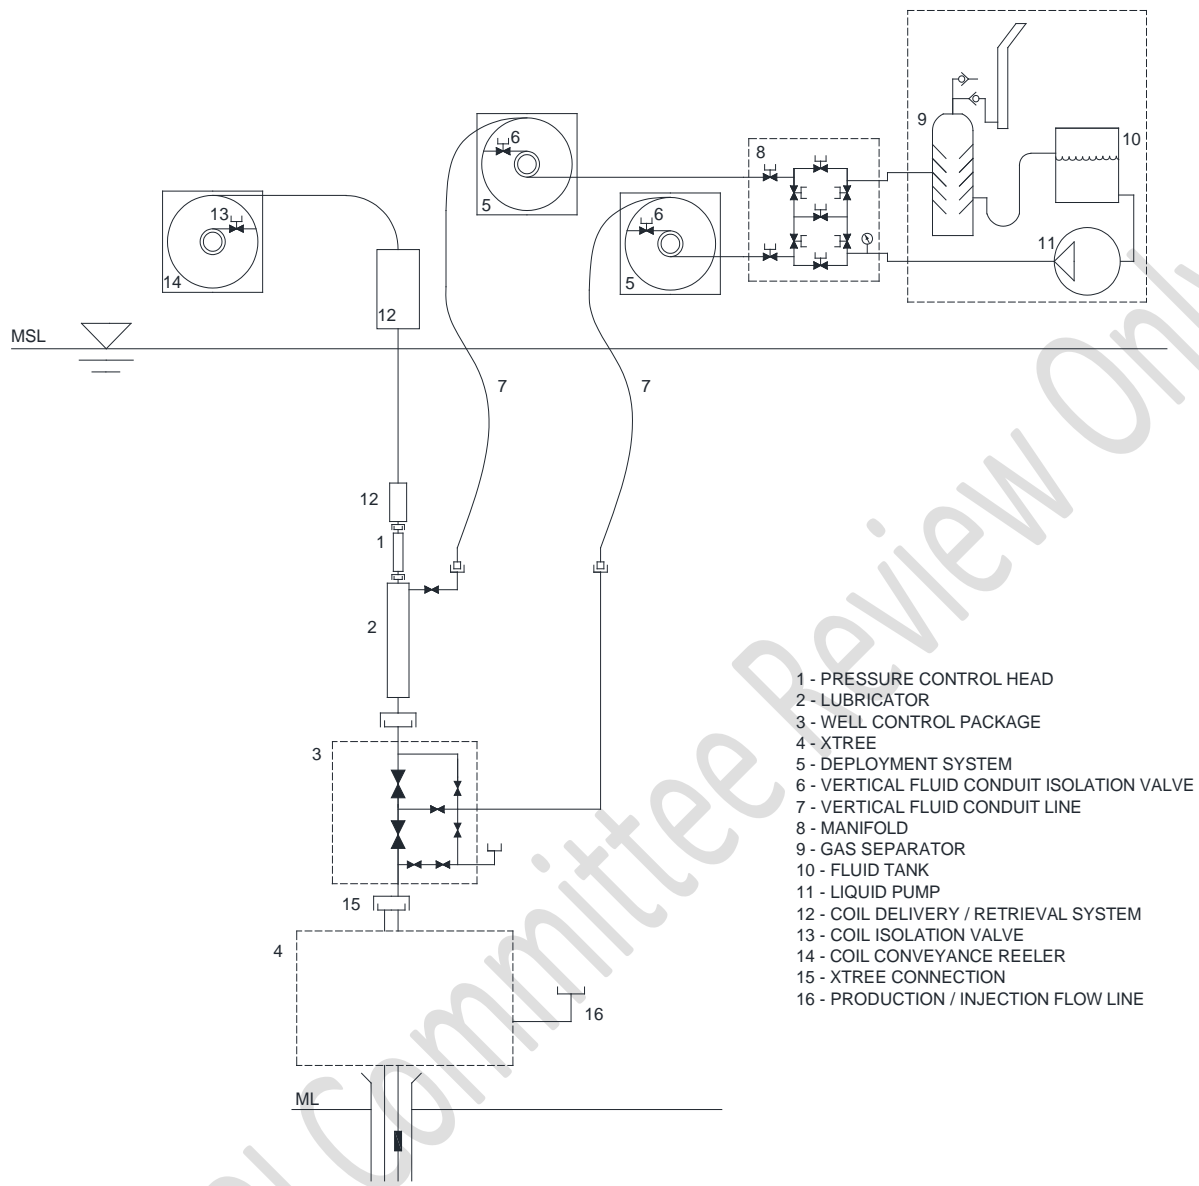 9
10
6
8
5
13
6
14
5
11
12
MSL
7
7
12
1
2
1 - PRESSURE CONTROL HEAD
2 - LUBRICATOR
3 - WELL CONTROL PACKAGE
4 - XTREE
5 - DEPLOYMENT SYSTEM
6 - VERTICAL FLUID CONDUIT ISOLATION VALVE
7 - VERTICAL FLUID CONDUIT LINE
8 - MANIFOLD
9 - GAS SEPARATOR
10 - FLUID TANK
11 - LIQUID PUMP
12 - COIL DELIVERY / RETRIEVAL SYSTEM
13 - COIL ISOLATION VALVE
14 - COIL CONVEYANCE REELER
15 - XTREE CONNECTION
16 - PRODUCTION / INJECTION FLOW LINE
3
15
4
16
ML
Committee Review Only